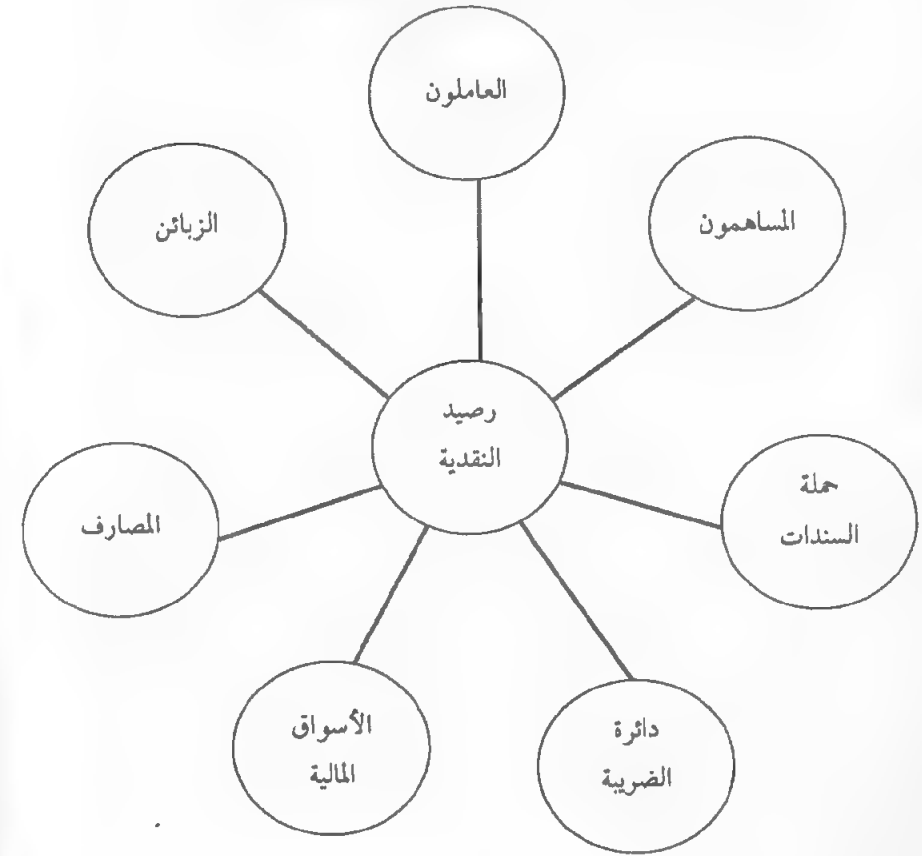 العاملون
المساهمون
الزبائن
رصيد
النقدية
حملة
السندات
المصارف
الأسواق
المالية
دائرة
الضريبة